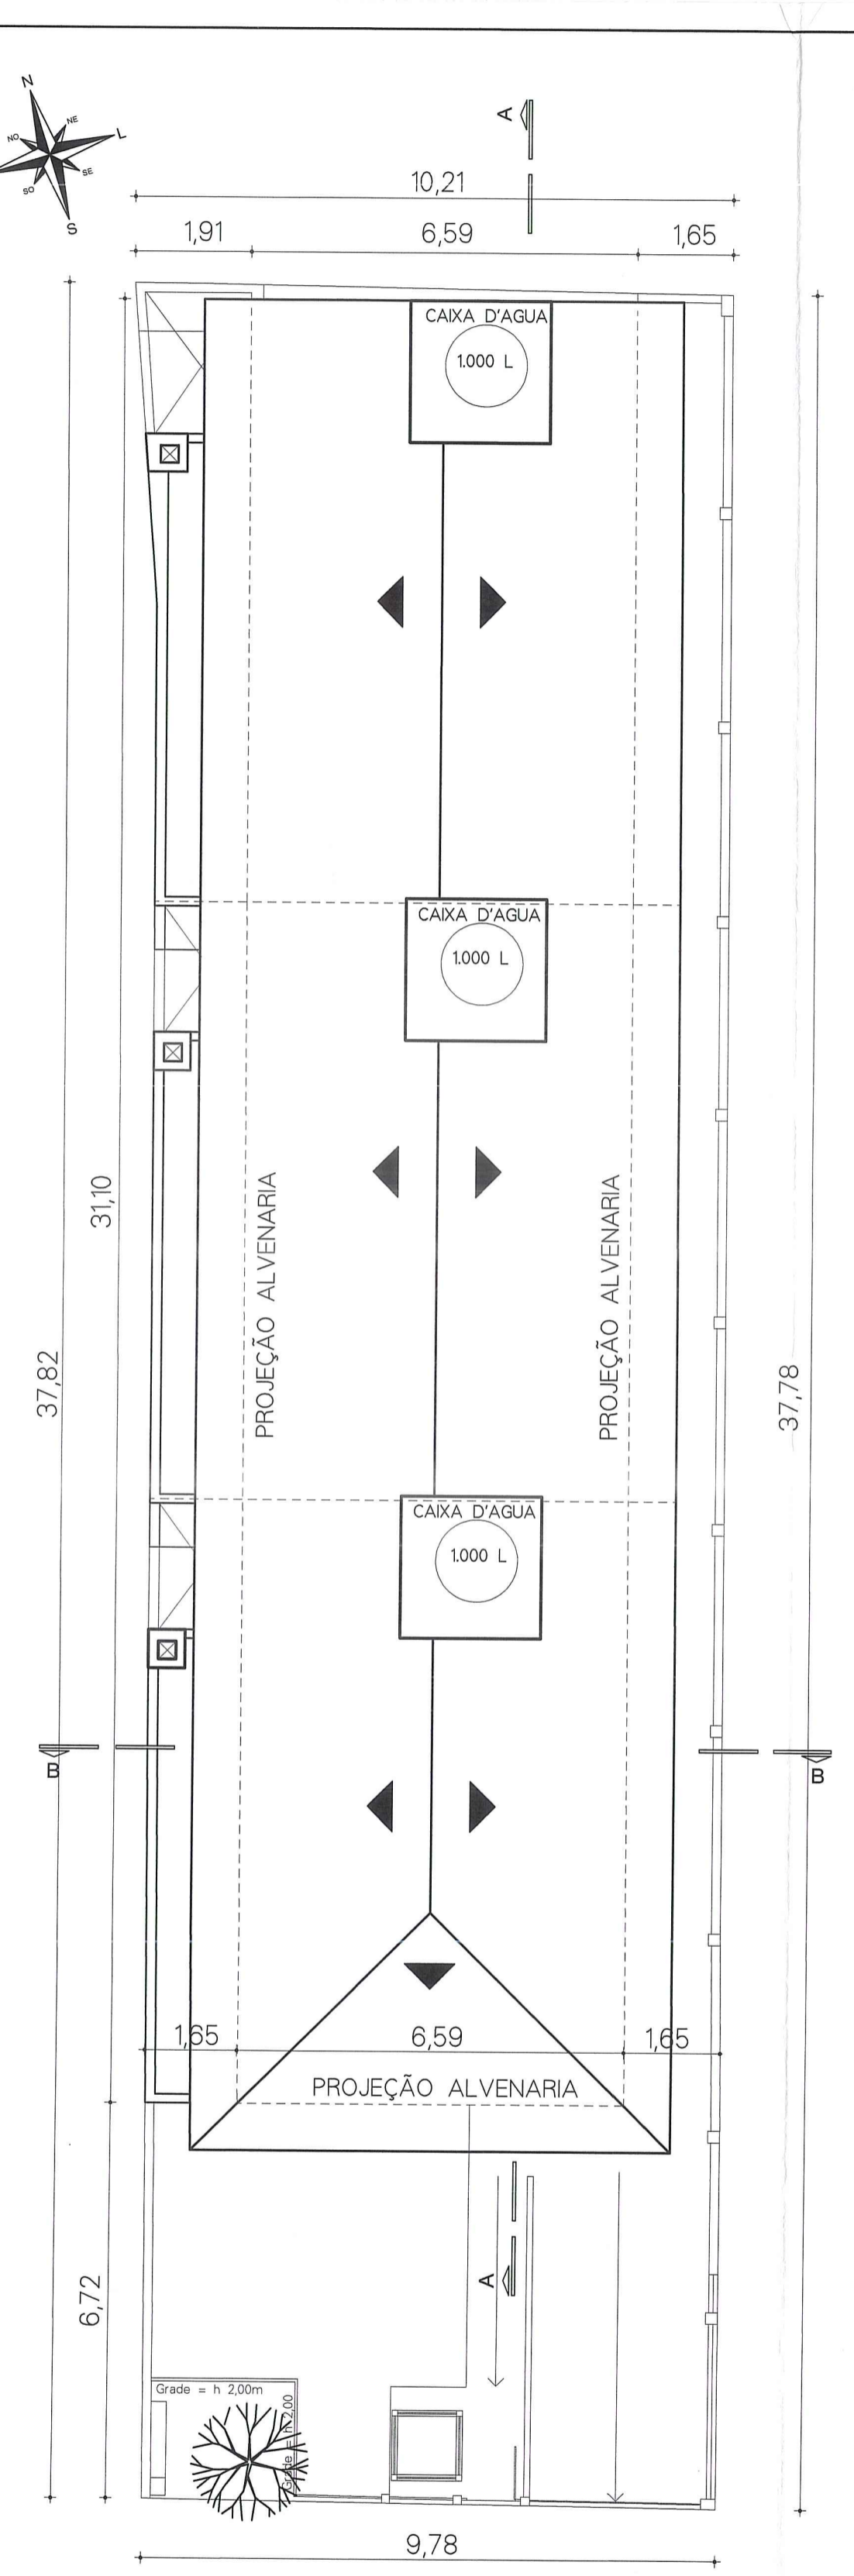 N
NE
NO
L
SE
SO
S
A
10,21
1,91 6,59 1,65
CAIXA D'AGUA
1.000 L
CAIXA D'AGUA
1.000 L
31,10
PROJEÇÃO ALVENARIA
PROJEÇÃO ALVENARIA
37,82
37,78
CAIXA D'AGUA
1.000 L
B
B
1,65 6,59 1,65
PROJEÇÃO ALVENARIA
A
6,72
Grade = h 2,00m
Grade = h 2,00
9,78